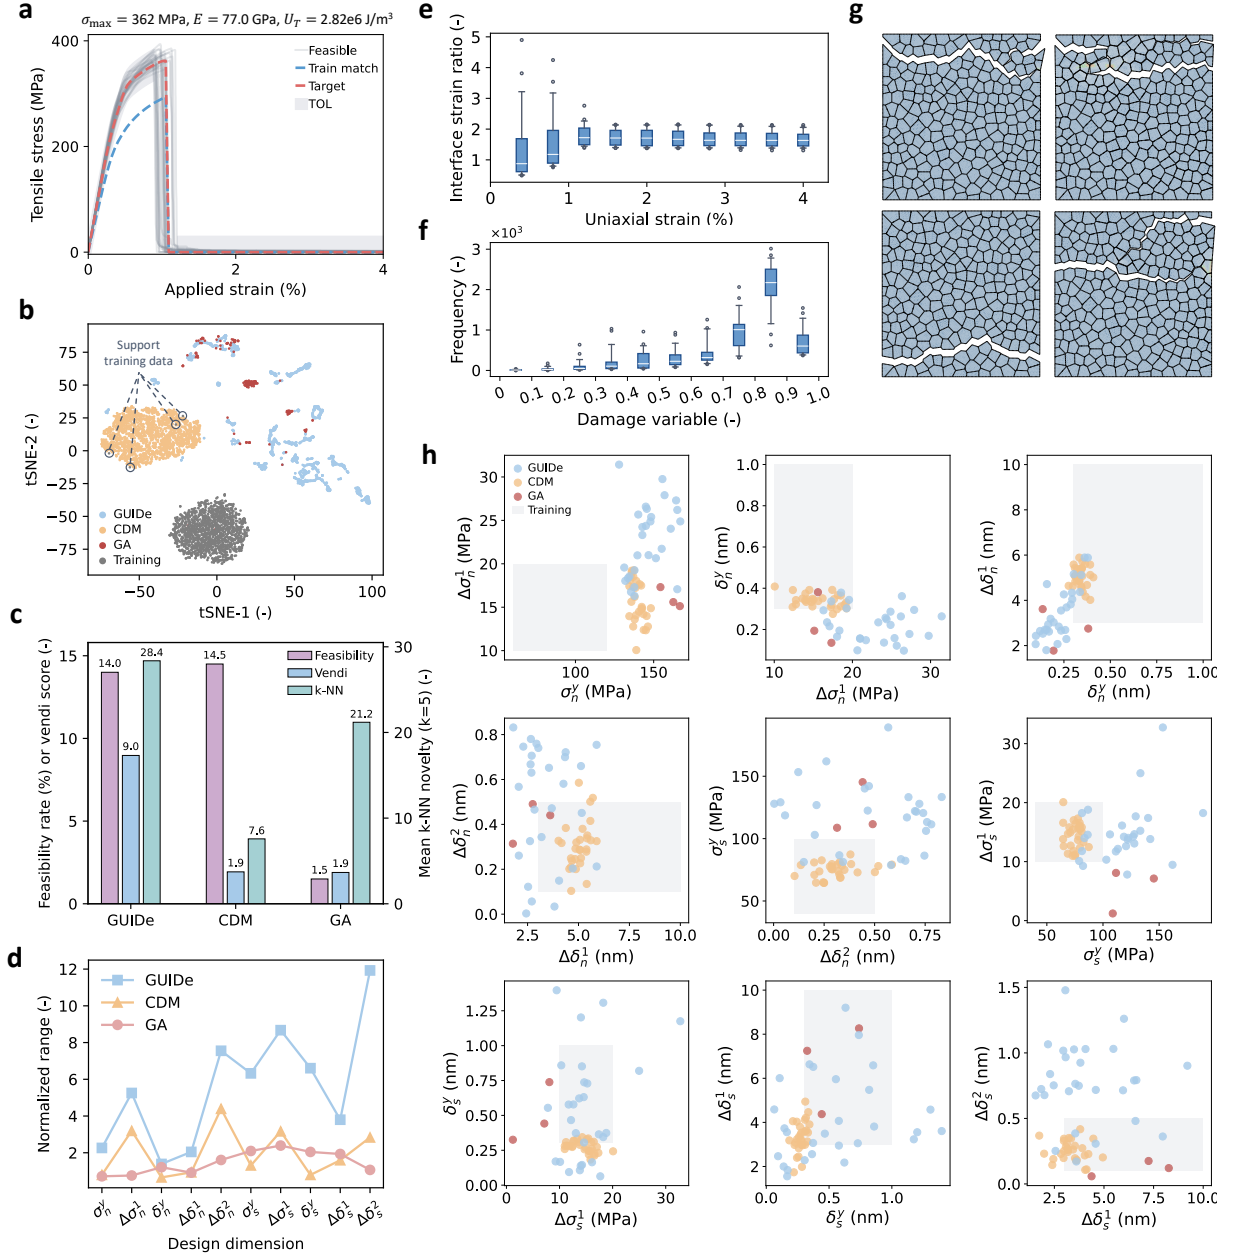 a
σmax = 362 MPa, E = 77.0 GPa, U_T = 2.82e6 J/m³
400
200
0
Tensile stress (MPa)
Feasible
Train match
Target
TOL
0
2
4
Applied strain (%)
b
75
50
25
0
−25
−50
−75
tSNE-2 (-)
Support
training data
GUIDe
CDM
GA
Training
−50
0
50
100
tSNE-1 (-)
c
15
10
5
0
Feasibility rate (%) or vendi score (-)
14.0
9.0
28.4
14.5
1.9
7.6
1.5
1.9
21.2
Feasibility
Vendi
k-NN
30
20
10
0
Mean k-NN novelty (k=5) (-)
GUIDe
CDM
GA
d
12
10
8
6
4
2
Normalized range (-)
GUIDe
CDM
GA
σₙʸ
Δσₙ¹
δₙʸ
Δδₙ¹
Δδₙ²
σₛʸ
Δσₛ¹
δₛʸ
Δδₛ¹
Δδₛ²
Design dimension
e
5
4
3
2
1
Interface strain ratio (-)
0
1
2
3
4
Uniaxial strain (%)
f
×10³
3
2
1
0
Frequency (-)
0
0.1
0.2
0.3
0.4
0.5
0.6
0.7
0.8
0.9
1.0
Damage variable (-)
g
h
30
25
20
15
10
Δσₙ¹ (MPa)
GUIDe
CDM
GA
Training
100
150
σₙʸ (MPa)
1.0
0.8
0.6
0.4
0.2
δₙʸ (nm)
10
20
30
Δσₙ¹ (MPa)
10
8
6
4
2
Δδₙ¹ (nm)
0.25
0.50
0.75
1.00
δₙʸ (nm)
0.8
0.6
0.4
0.2
0.0
Δδₙ² (nm)
2.5
5.0
7.5
10.0
Δδₙ¹ (nm)
150
100
50
σₛʸ (MPa)
0.00
0.25
0.50
0.75
Δδₙ² (nm)
30
20
10
0
Δσₛ¹ (MPa)
50
100
150
σₛʸ (MPa)
1.25
1.00
0.75
0.50
0.25
0.00
δₛʸ (nm)
0
10
20
30
Δσₛ¹ (MPa)
10
8
6
4
2
Δδₛ¹ (nm)
0.0
0.5
1.0
δₛʸ (nm)
1.5
1.0
0.5
0.0
Δδₛ² (nm)
2.5
5.0
7.5
10.0
Δδₛ¹ (nm)